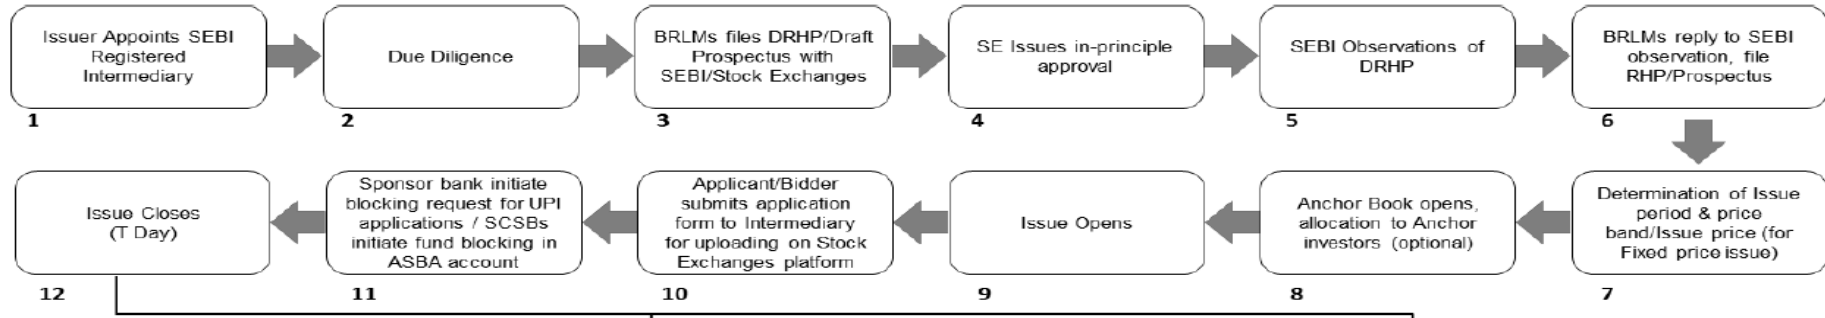 Issuer Appoints SEBI
Registered
Intermediary
1
Due Diligence
2
BRLMs files DRHP/Draft
Prospectus with
SEBI/Stock Exchanges
3
SE Issues in-principle
approval
4
SEBI Observations of
DRHP
5
BRLMs reply to SEBI
observation, file
RHP/Prospectus
6
Determination of Issue
period & price
band/Issue price (for
Fixed price issue)
7
Anchor Book opens,
allocation to Anchor
investors (optional)
8
Issue Opens
9
Applicant/Bidder
submits application
form to Intermediary
for uploading on Stock
Exchanges platform
10
Sponsor bank initiate
blocking request for UPI
applications / SCSBs
initiate fund blocking in
ASBA account
11
Issue Closes
(T Day)
12